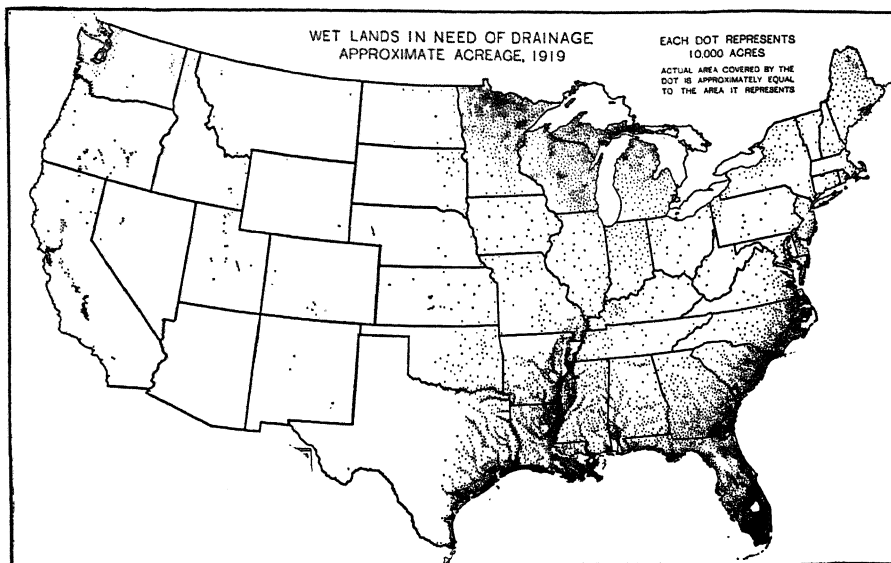 WET LANDS IN NEED OF DRAINAGE
APPROXIMATE ACREAGE, 1919
EACH DOT REPRESENTS
10,000 ACRES
ACTUAL AREA COVERED BY THE
DOT IS APPROXIMATELY EQUAL
TO THE AREA IT REPRESENTS